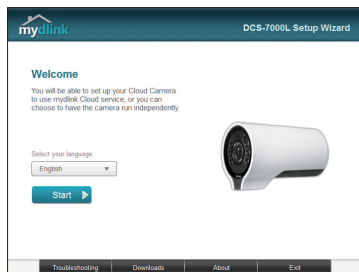 mydlink
DCS-7000L Setup Wizard
Welcome
You will be able to set up your Cloud Camera
to use mydlink Cloud service, or you can
choose to have the camera run independently.
Select your language:
English
Start
Troubleshooting
Downloads
About
Exit